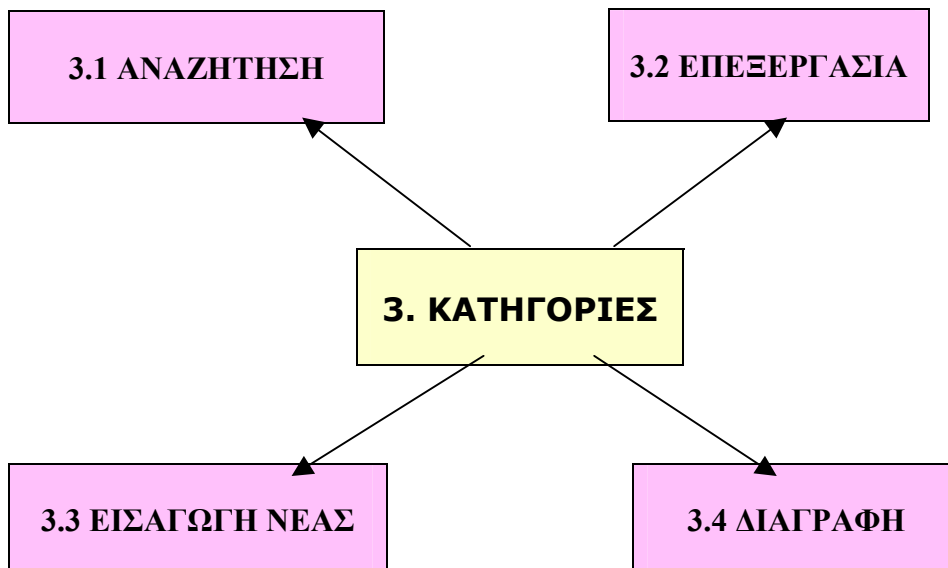 3.1 ΑΝΑΖΗΤΗΣΗ
3.2 ΕΠΕΞΕΡΓΑΣΙΑ
3. ΚΑΤΗΓΟΡΙΕΣ
3.3 ΕΙΣΑΓΩΓΗ ΝΕΑΣ
3.4 ΔΙΑΓΡΑΦΗ